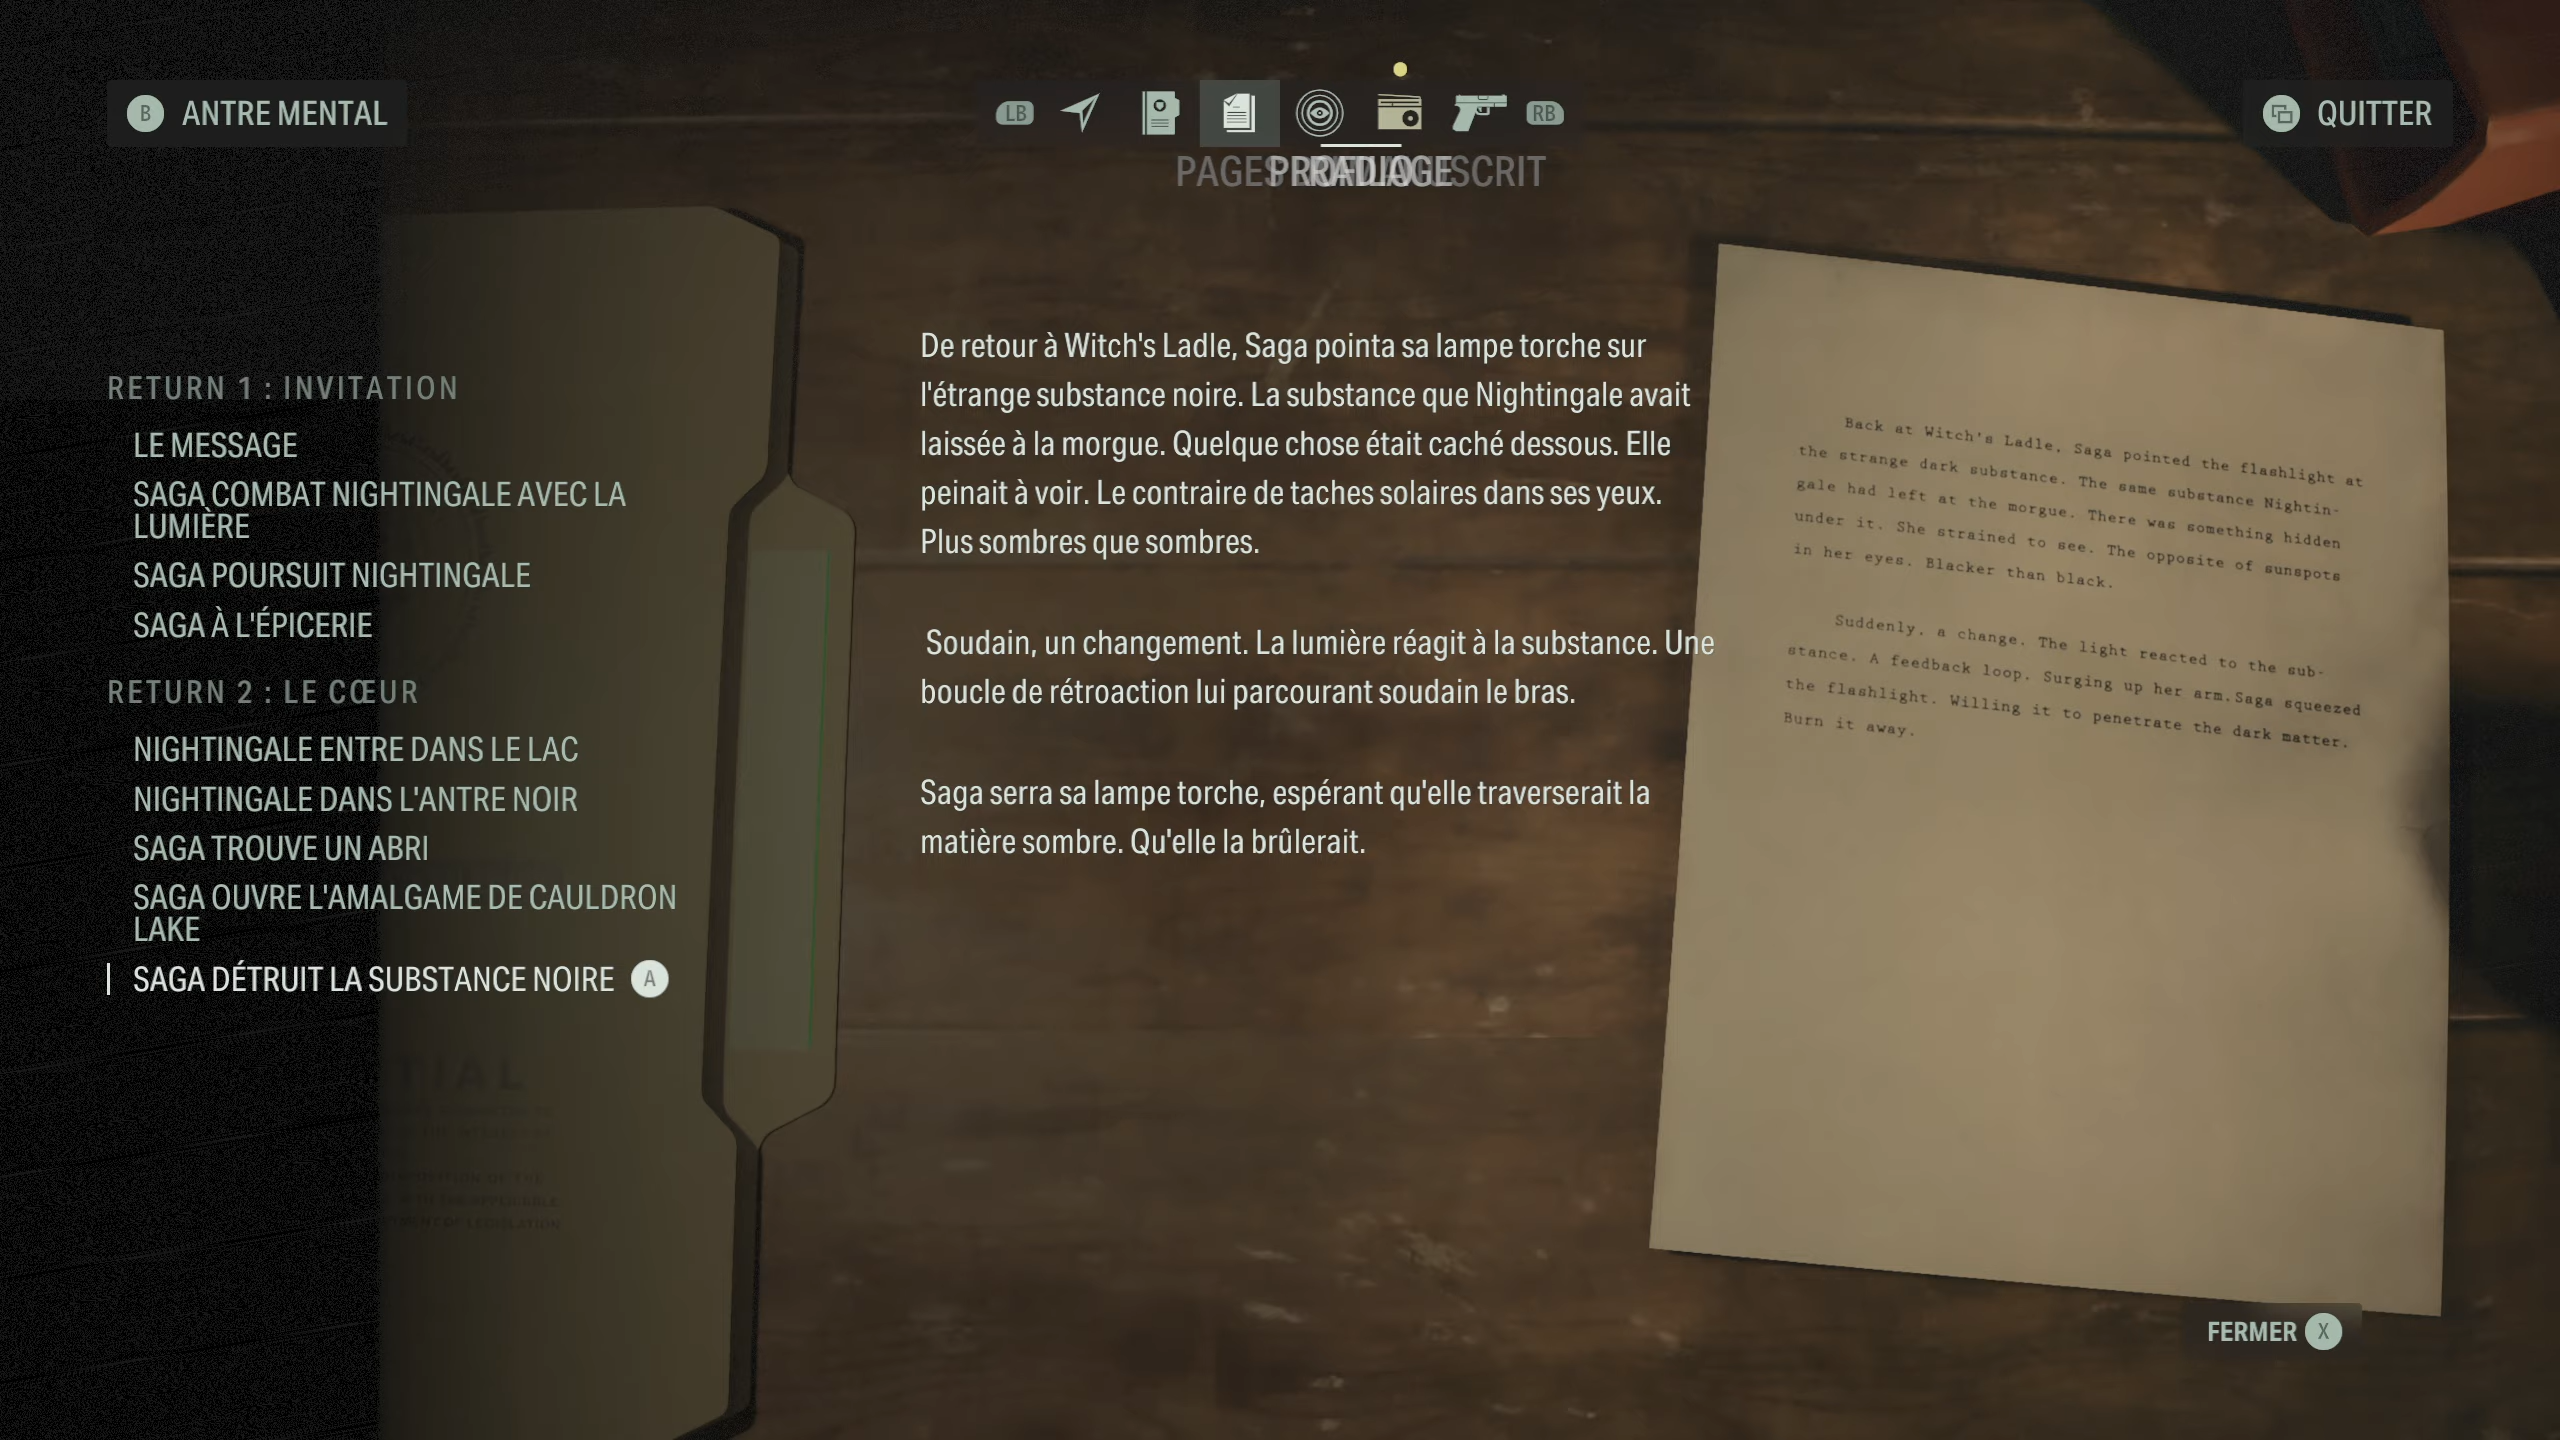 B ANTRE MENTAL
LB
RB
QUITTER
RETURN 1 : INVITATION
LE MESSAGE
SAGA COMBAT NIGHTINGALE AVEC LA
LUMIÈRE
SAGA POURSUIT NIGHTINGALE
SAGA À L'ÉPICERIE
RETURN 2 : LE CŒUR
NIGHTINGALE ENTRE DANS LE LAC
NIGHTINGALE DANS L'ANTRE NOIR
SAGA TROUVE UN ABRI
SAGA OUVRE L'AMALGAME DE CAULDRON
LAKE
SAGA DÉTRUIT LA SUBSTANCE NOIRE A
De retour à Witch's Ladle, Saga pointa sa lampe torche sur
l'étrange substance noire. La substance que Nightingale avait
laissée à la morgue. Quelque chose était caché dessous. Elle
peinait à voir. Le contraire de taches solaires dans ses yeux.
Plus sombres que sombres.
Soudain, un changement. La lumière réagit à la substance. Une
boucle de rétroaction lui parcourant soudain le bras.
Saga serra sa lampe torche, espérant qu'elle traverserait la
matière sombre. Qu'elle la brûlerait.
Back at Witch's Ladle, Saga pointed the flashlight at
the strange dark substance. The same substance Nightin-
gale had left at the morgue. There was something hidden
under it. She strained to see. The opposite of sunspots
in her eyes. Blacker than black.
Suddenly, a change. The light reacted to the sub-
stance. A feedback loop. Surging up her arm.Saga squeezed
the flashlight. Willing it to penetrate the dark matter.
Burn it away.
FERMER X